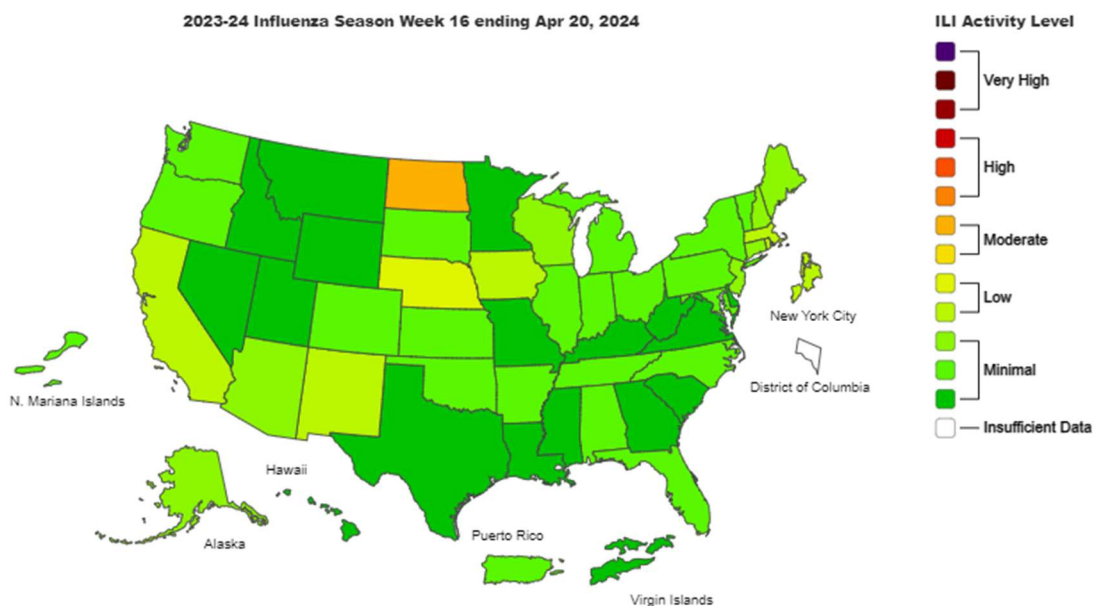 2023-24 Influenza Season Week 16 ending Apr 20, 2024
ILI Activity Level
Very High
High
Moderate
Low
Minimal
Insufficient Data
New York City
District of Columbia
N. Mariana Islands
Hawaii
Alaska
Puerto Rico
Virgin Islands